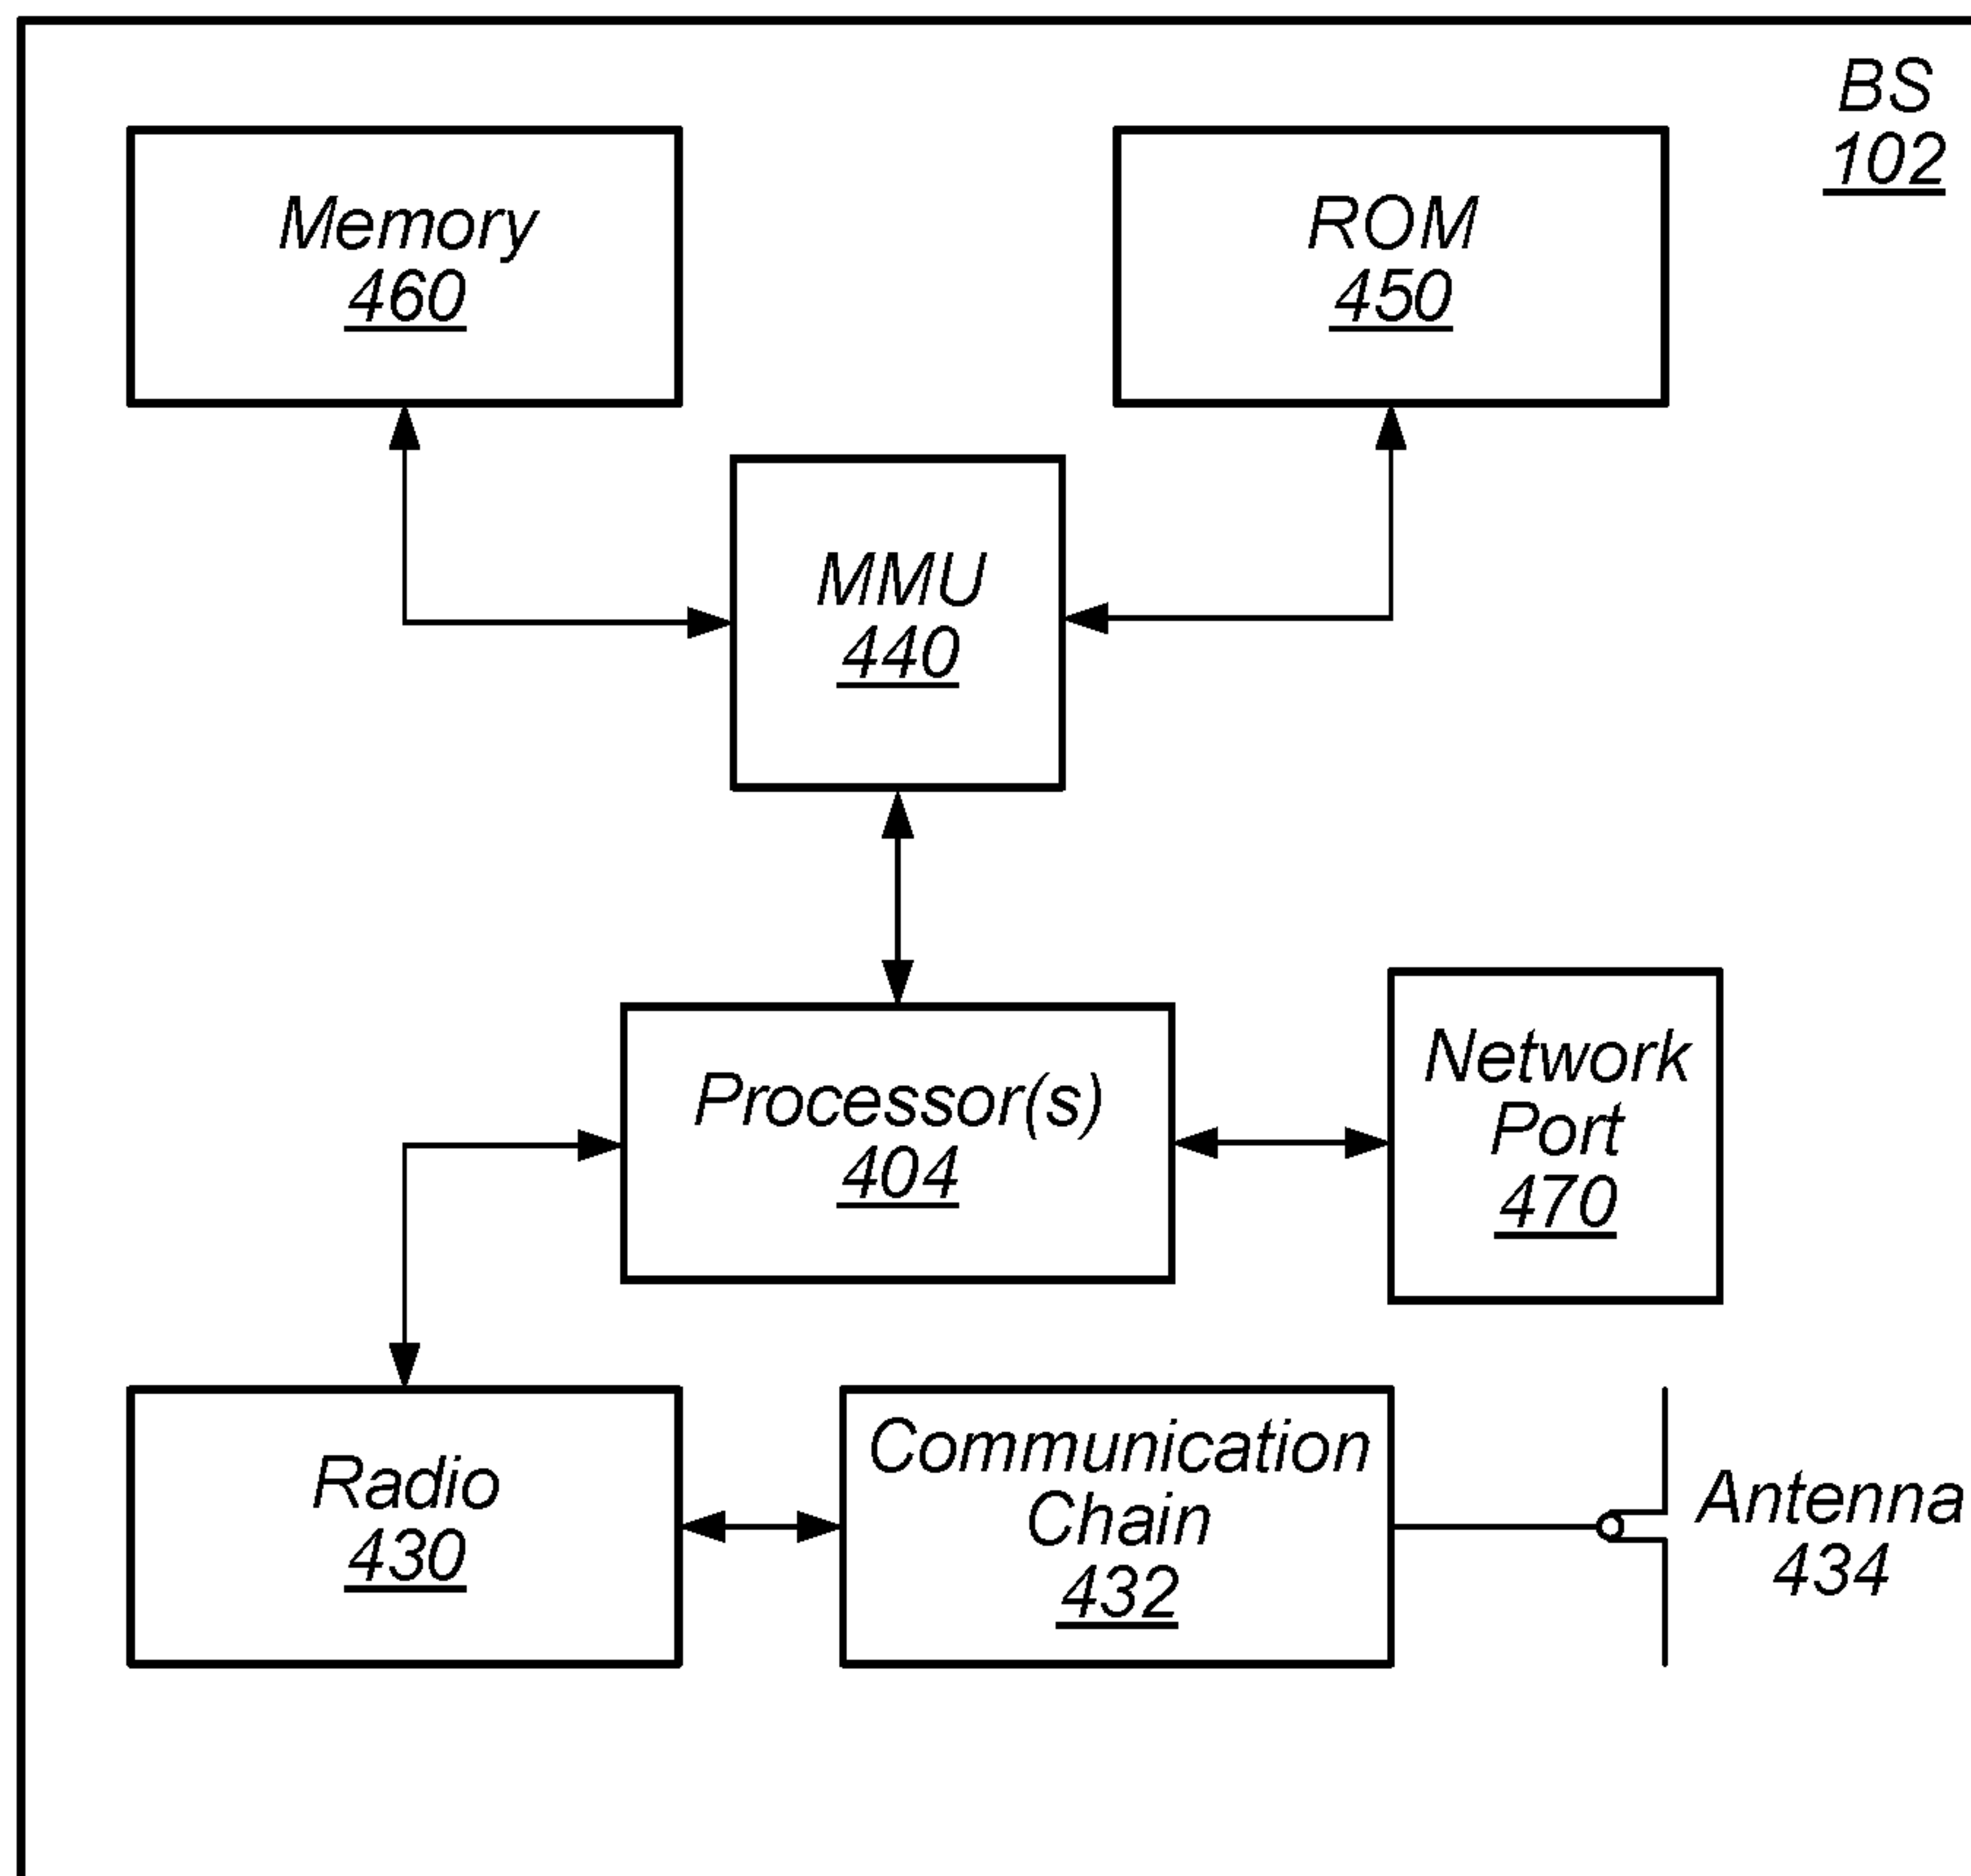 BS
102
Memory
460
ROM
450
MMU
440
Processor(s)
404
Network
Port
470
Radio
430
Communication
Chain
432
Antenna
434